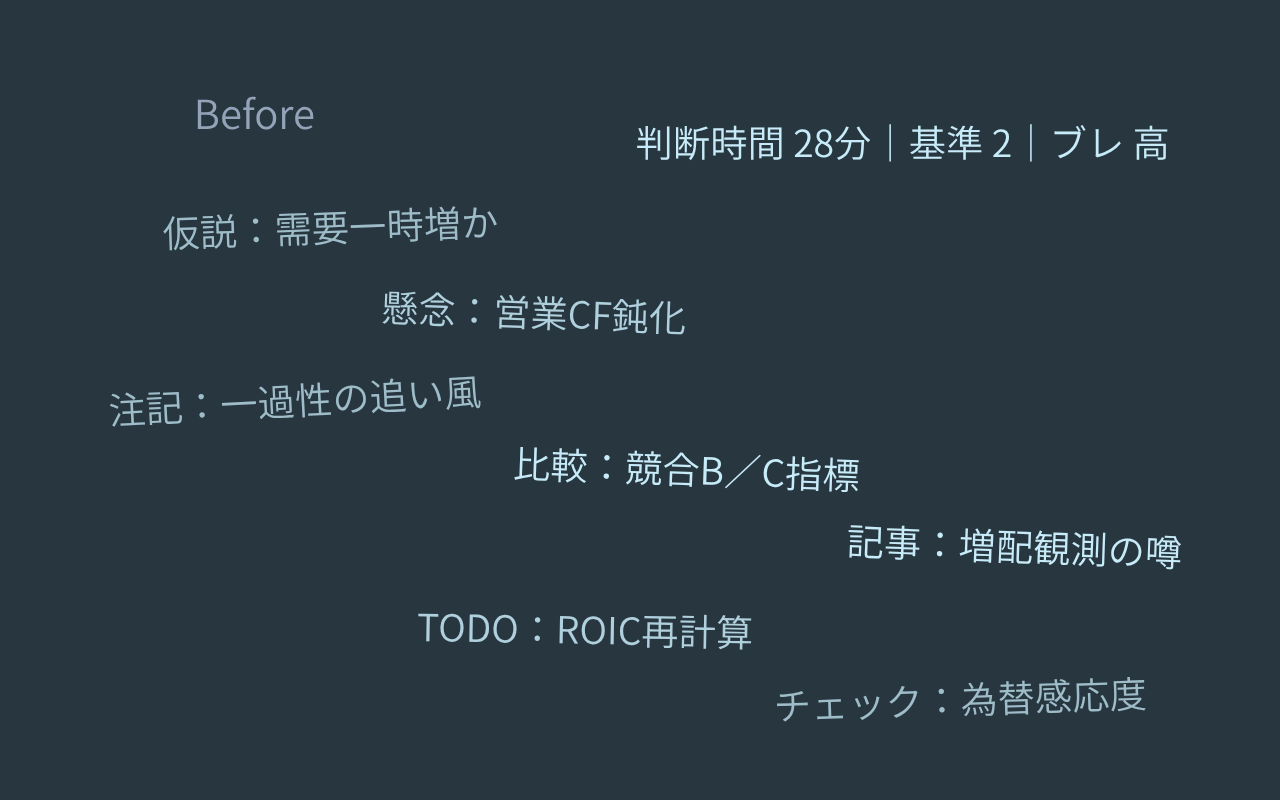 Before
判断時間 28分｜基準 2｜ブレ 高
仮説：需要一時増か
懸念：営業CF鈍化
注記：一過性の追い風
比較：競合B／C指標
記事：増配観測の噂
TODO：ROIC再計算
チェック：為替感応度